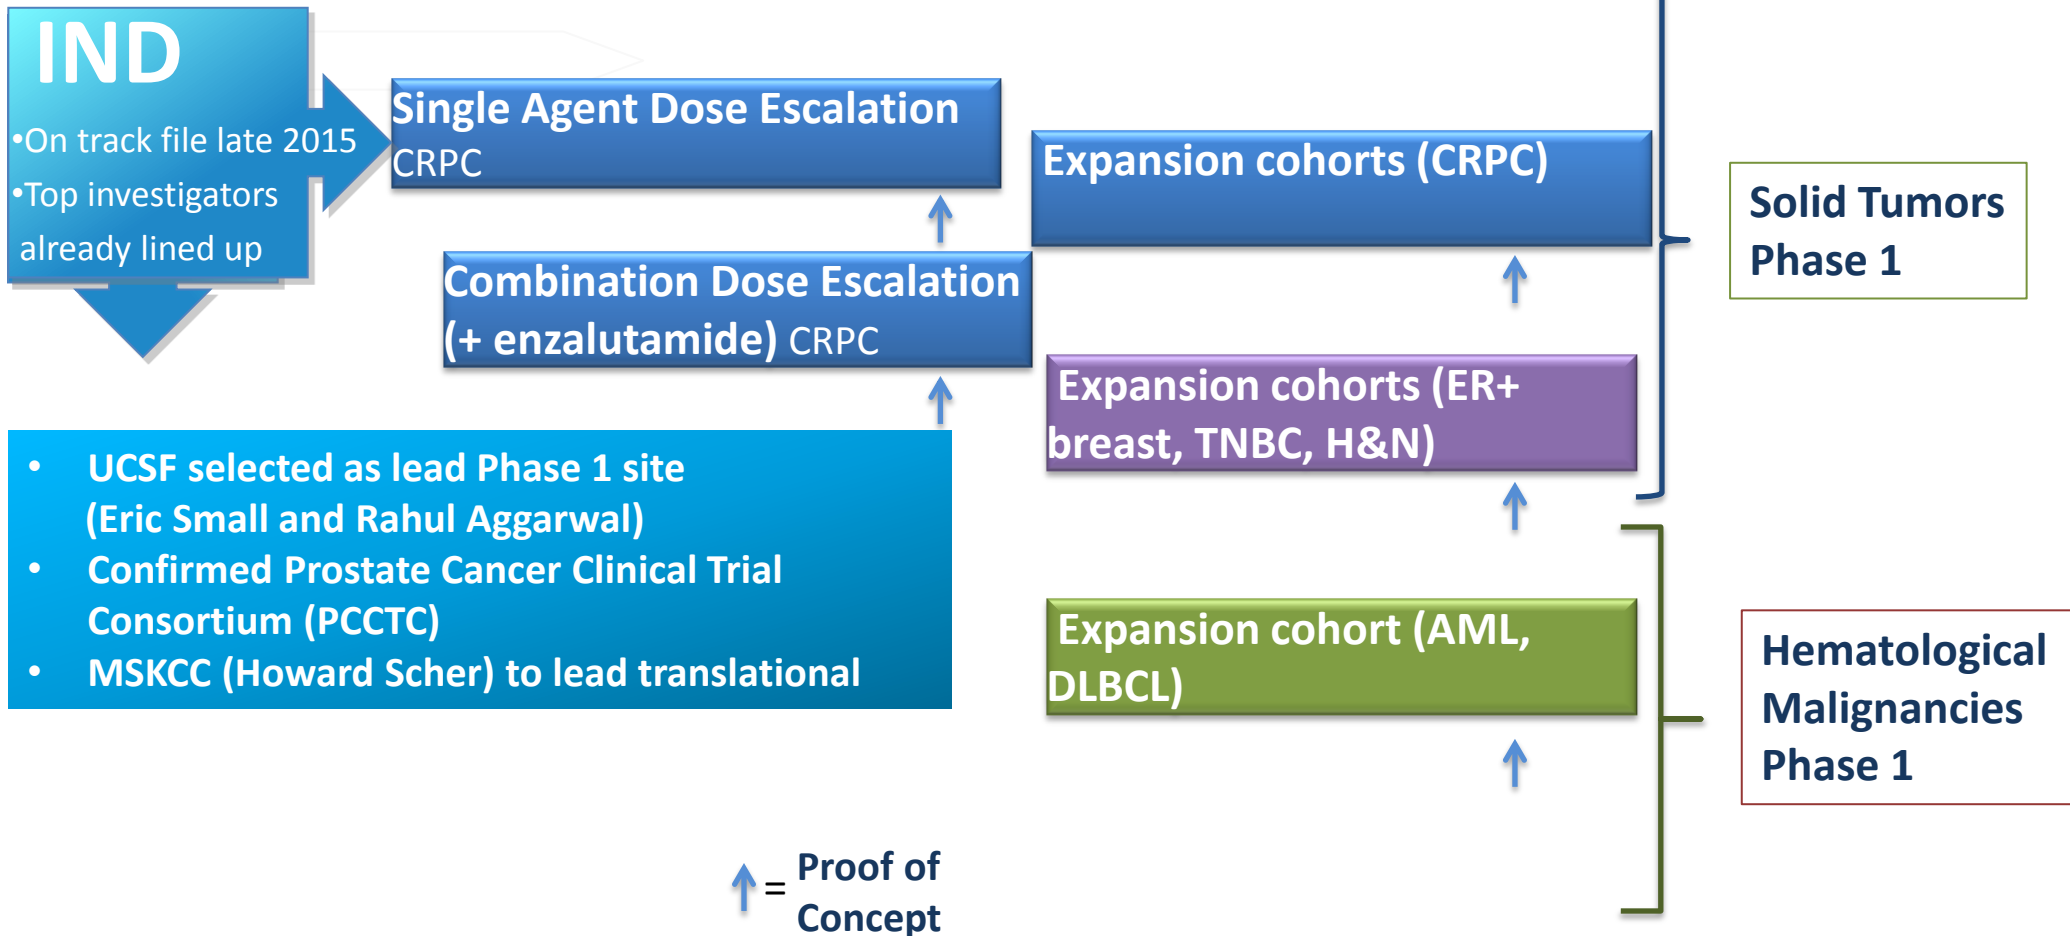 IND
•On track file late 2015
•Top investigators
already lined up
Single Agent Dose Escalation
CRPC
Expansion cohorts (CRPC)
Solid Tumors
Phase 1
Combination Dose Escalation
(+ enzalutamide) CRPC
Expansion cohorts (ER+
breast, TNBC, H&N)
• UCSF selected as lead Phase 1 site
(Eric Small and Rahul Aggarwal)
• Confirmed Prostate Cancer Clinical Trial
Consortium (PCCTC)
• MSKCC (Howard Scher) to lead translational
Expansion cohort (AML,
DLBCL)
Hematological
Malignancies
Phase 1
= Proof of
Concept